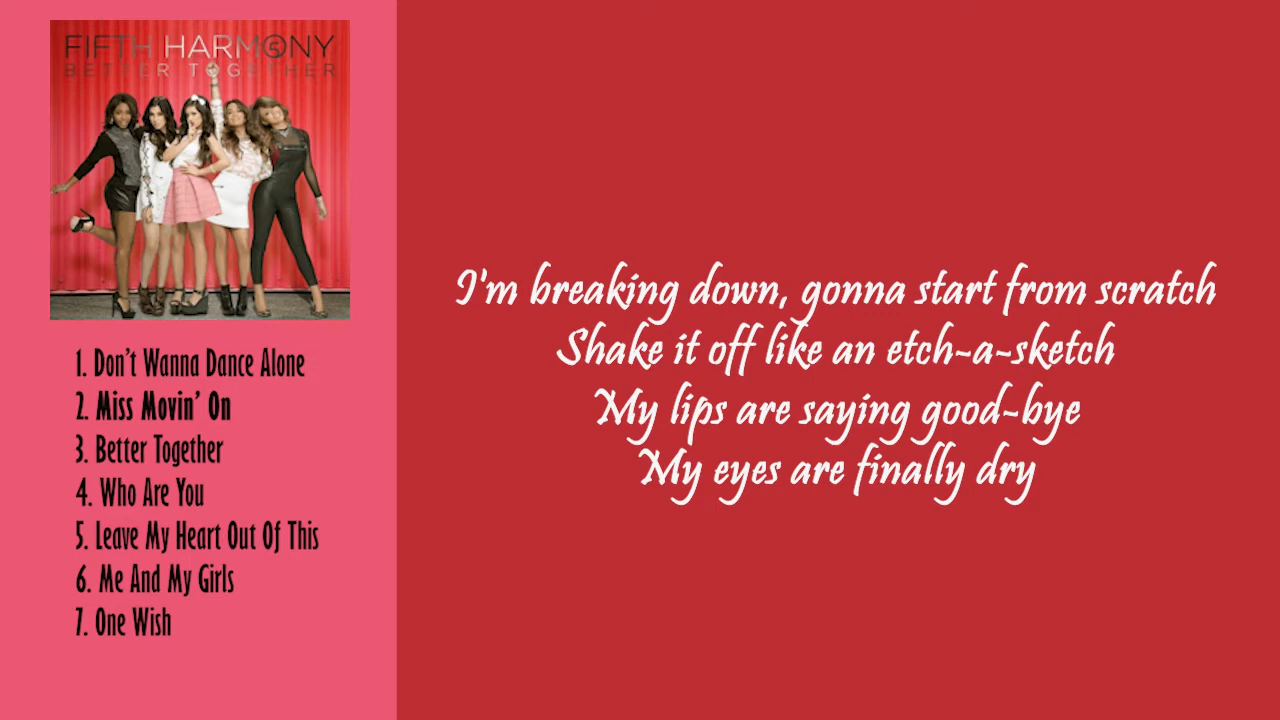 FIFTH HARMONY
BETTER TOGETHER
1. Don't Wanna Dance Alone
2. Miss Movin' On
3. Better Together
4. Who Are You
5. Leave My Heart Out Of This
6. Me And My Girls
7. One Wish
I'm breaking down, gonna start from scratch
Shake it off like an etch-a-sketch
My lips are saying good-bye
My eyes are finally dry